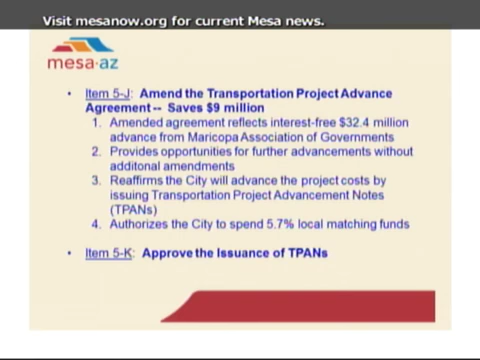 Visit mesanow.org for current Mesa news.
mesa·az
• Item 5-J: Amend the Transportation Project Advance
Agreement -- Saves $9 million
1. Amended agreement reflects interest-free $32.4 million
advance from Maricopa Association of Governments
2. Provides opportunities for further advancements without
additonal amendments
3. Reaffirms the City will advance the project costs by
issuing Transportation Project Advancement Notes
(TPANs)
4. Authorizes the City to spend 5.7% local matching funds
• Item 5-K: Approve the Issuance of TPANs